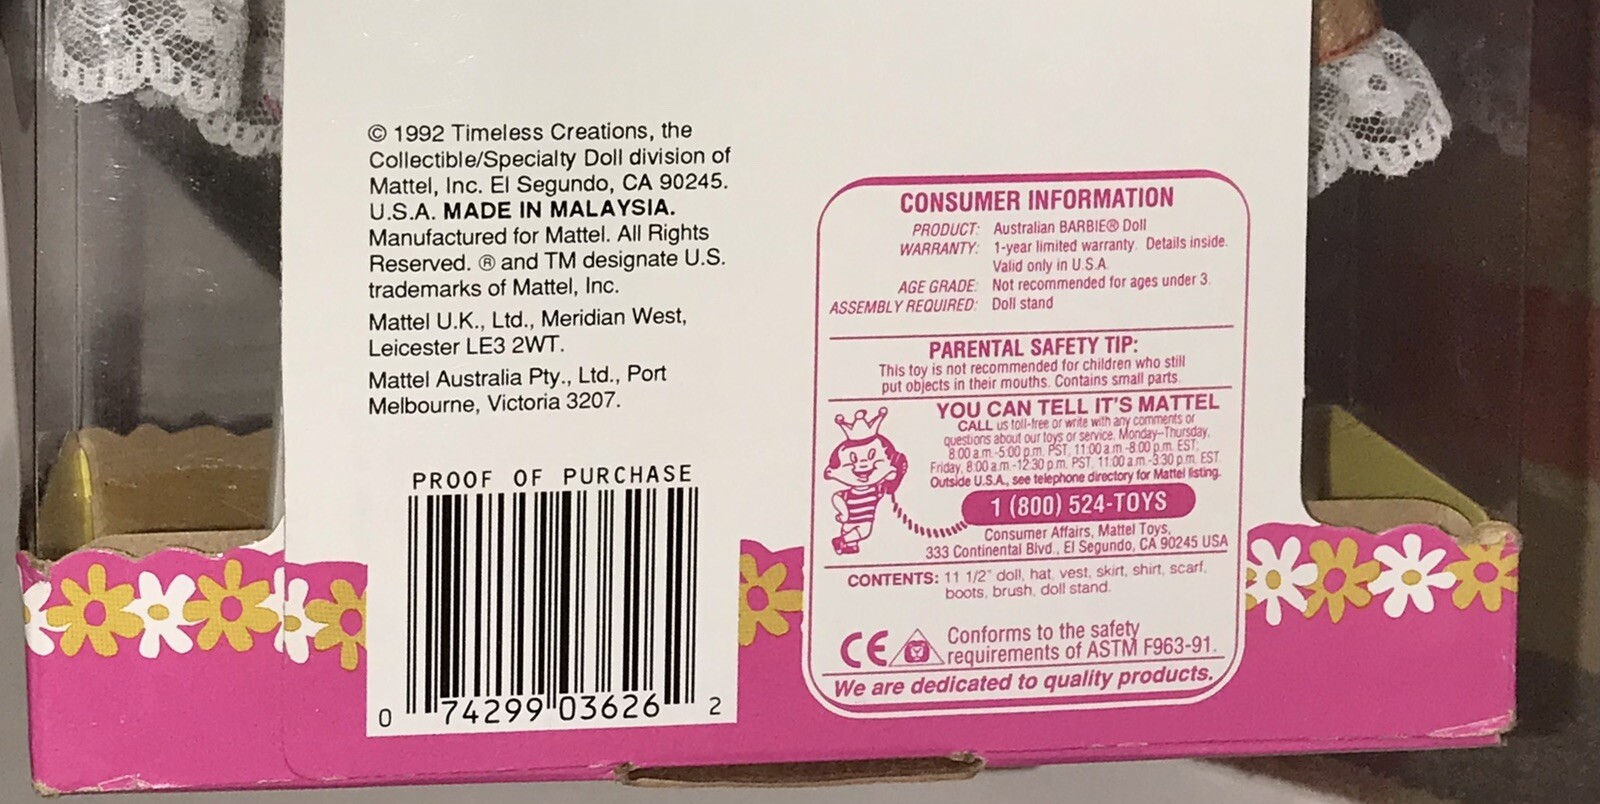 © 1992 Timeless Creations, the
Collectible/Specialty Doll division of
Mattel, Inc. El Segundo, CA 90245.
U.S.A. MADE IN MALAYSIA.
Manufactured for Mattel. All Rights
Reserved. ® and TM designate U.S.
trademarks of Mattel, Inc.
Mattel U.K., Ltd., Meridian West,
Leicester LE3 2WT.
Mattel Australia Pty., Ltd., Port
Melbourne, Victoria 3207.
PROOF OF PURCHASE
0 74299 03626 2
CONSUMER INFORMATION
PRODUCT: Australian BARBIE® Doll
WARRANTY: 1-year limited warranty. Details inside.
Valid only in U.S.A.
AGE GRADE: Not recommended for ages under 3.
ASSEMBLY REQUIRED: Doll stand
PARENTAL SAFETY TIP:
This toy is not recommended for children who still
put objects in their mouths. Contains small parts.
YOU CAN TELL IT'S MATTEL
CALL us toll-free or write with any comments or
questions about our toys or service. Monday–Thursday,
8:00 a.m.-5:00 p.m. PST, 11:00 a.m.-8:00 p.m. EST;
Friday, 8:00 a.m.-12:30 p.m. PST, 11:00 a.m.-3:30 p.m. EST.
Outside U.S.A., see telephone directory for Mattel listing.
1 (800) 524-TOYS
Consumer Affairs, Mattel Toys,
333 Continental Blvd., El Segundo, CA 90245 USA
CONTENTS: 11 1/2" doll, hat, vest, skirt, shirt, scarf,
boots, brush, doll stand.
CE Conforms to the safety
requirements of ASTM F963-91.
We are dedicated to quality products.